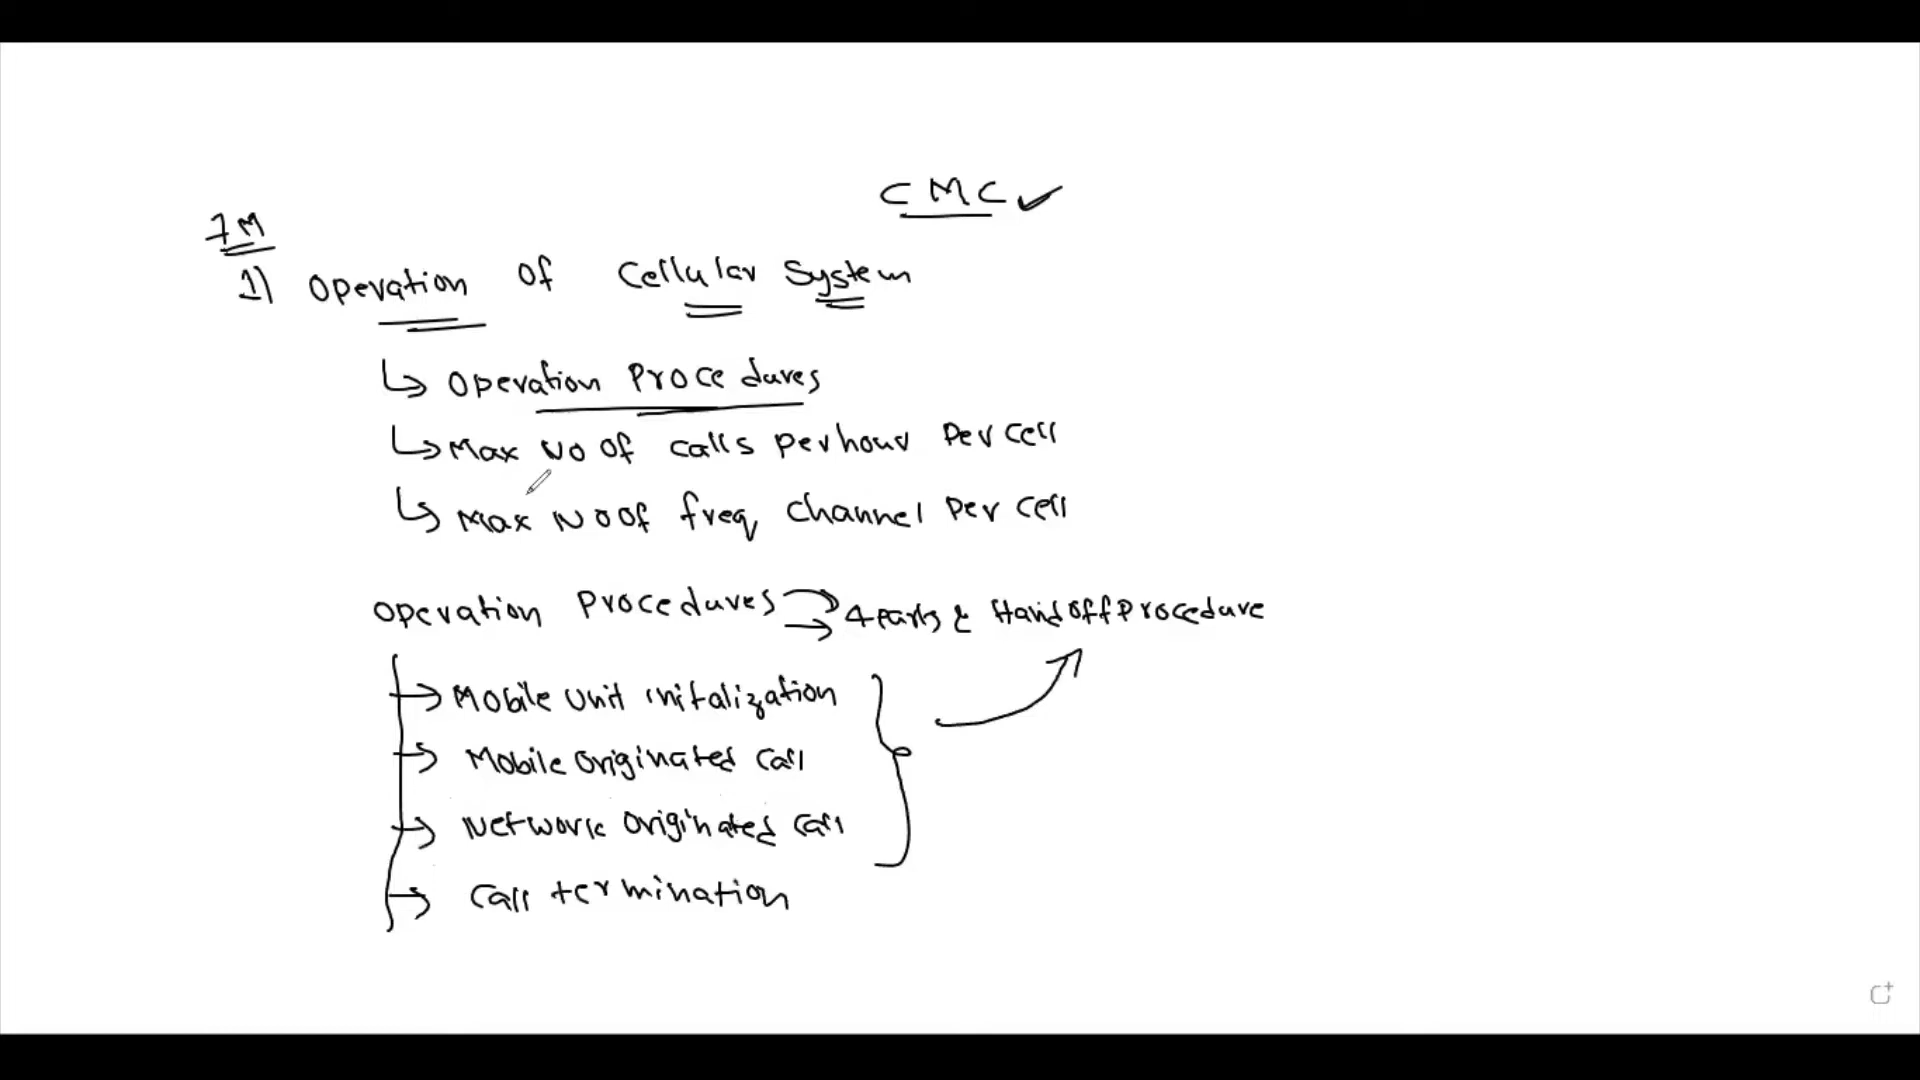 CMC
7M
1) Operation of Cellular System
Operation Procedures
Max No of calls per hour Per cell
Max No of freq channel Per cell
Operation Procedures 4 parts & Hand off Procedure
Mobile unit initalization
Mobile originated call
Network originated call
Call termination